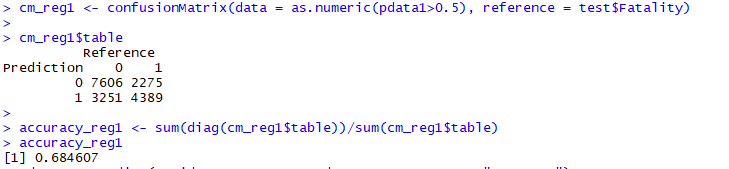 > cm_reg1 <- confusionMatrix(data = as.numeric(pdata1>0.5), reference = test$Fatality)
>
> cm_reg1$table
Reference
Prediction 0 1
0 7606 2275
1 3251 4389
>
> accuracy_reg1 <- sum(diag(cm_reg1$table))/sum(cm_reg1$table)
> accuracy_reg1
[1] 0.684607